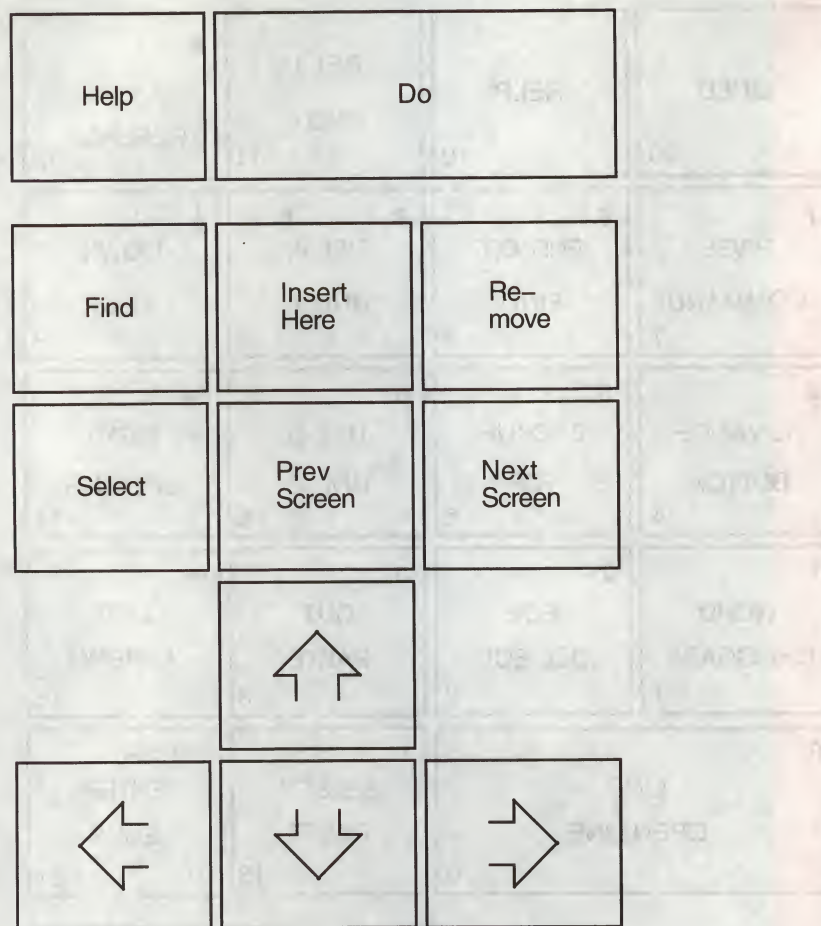 Help
Do
Find
Insert
Here
Re–
move
Select
Prev
Screen
Next
Screen